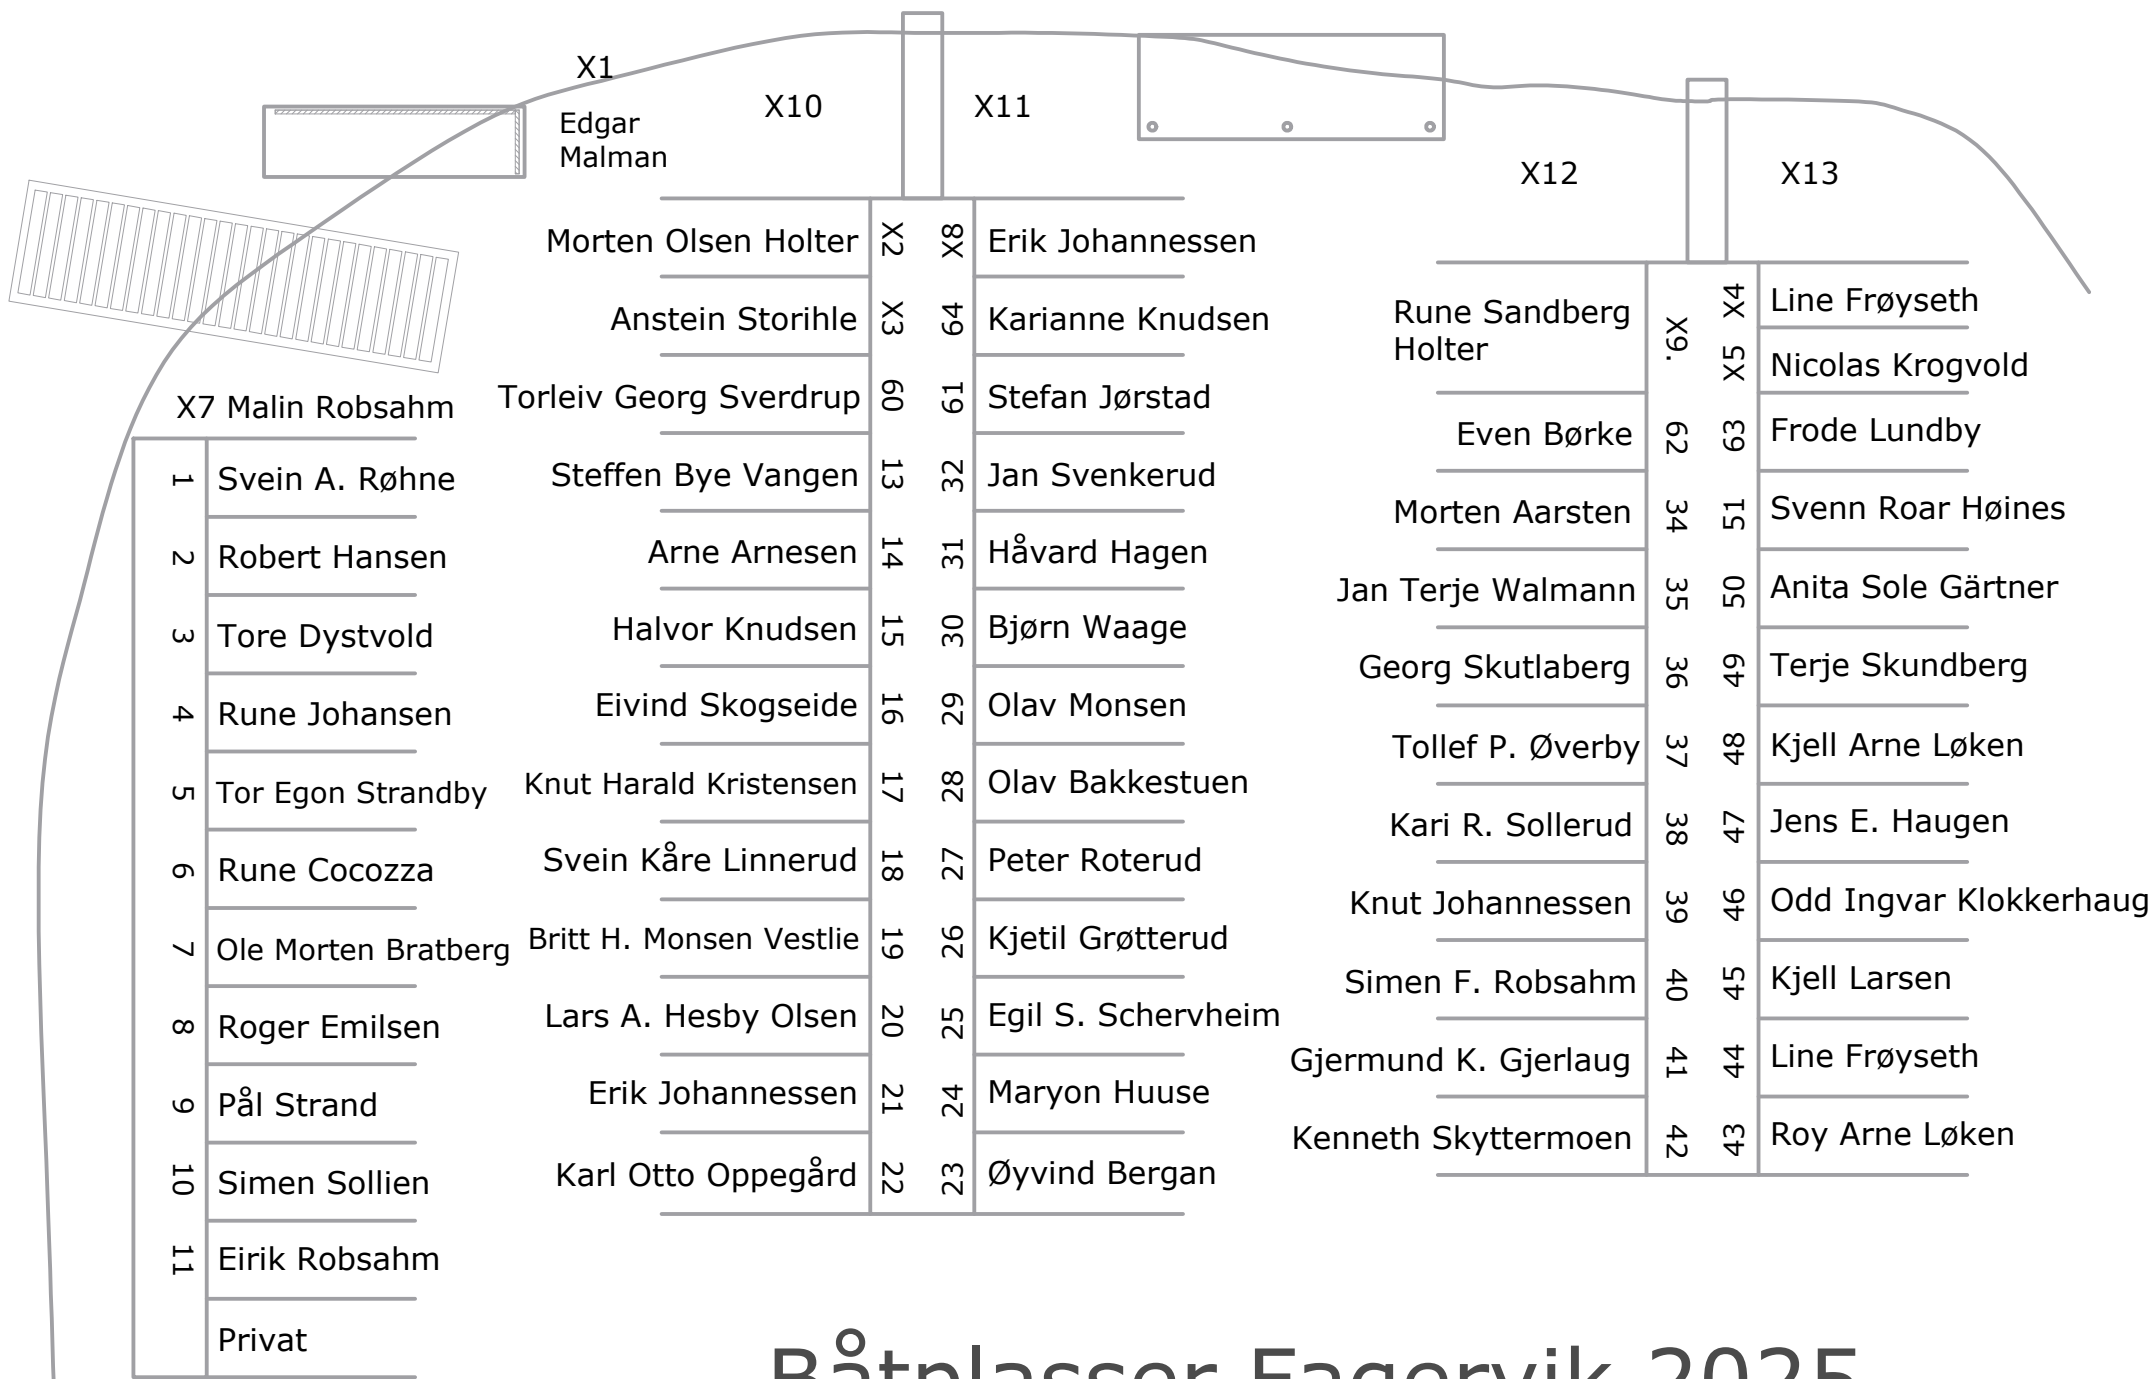 X1
Edgar
Malman
X10
X11
X12
X13
X7 Malin Robsahm
1 Svein A. Røhne
2 Robert Hansen
3 Tore Dystvold
4 Rune Johansen
5 Tor Egon Strandby
6 Rune Cocozza
7 Ole Morten Bratberg
8 Roger Emilsen
9 Pål Strand
10 Simen Sollien
11 Eirik Robsahm
Privat
Morten Olsen Holter X2 X8 Erik Johannessen
Anstein Storihle X3 64 Karianne Knudsen
Torleiv Georg Sverdrup 60 61 Stefan Jørstad
Steffen Bye Vangen 13 32 Jan Svenkerud
Arne Arnesen 14 31 Håvard Hagen
Halvor Knudsen 15 30 Bjørn Waage
Eivind Skogseide 16 29 Olav Monsen
Knut Harald Kristensen 17 28 Olav Bakkestuen
Svein Kåre Linnerud 18 27 Peter Roterud
Britt H. Monsen Vestlie 19 26 Kjetil Grøtterud
Lars A. Hesby Olsen 20 25 Egil S. Schervheim
Erik Johannessen 21 24 Maryon Huuse
Karl Otto Oppegård 22 23 Øyvind Bergan
Rune Sandberg
Holter X9.
X4 Line Frøyseth
X5 Nicolas Krogvold
Even Børke 62 63 Frode Lundby
Morten Aarsten 34 51 Svenn Roar Høines
Jan Terje Walmann 35 50 Anita Sole Gärtner
Georg Skutlaberg 36 49 Terje Skundberg
Tollef P. Øverby 37 48 Kjell Arne Løken
Kari R. Sollerud 38 47 Jens E. Haugen
Knut Johannessen 39 46 Odd Ingvar Klokkerhaug
Simen F. Robsahm 40 45 Kjell Larsen
Gjermund K. Gjerlaug 41 44 Line Frøyseth
Kenneth Skyttermoen 42 43 Roy Arne Løken
Båtplasser Fagervik 2025